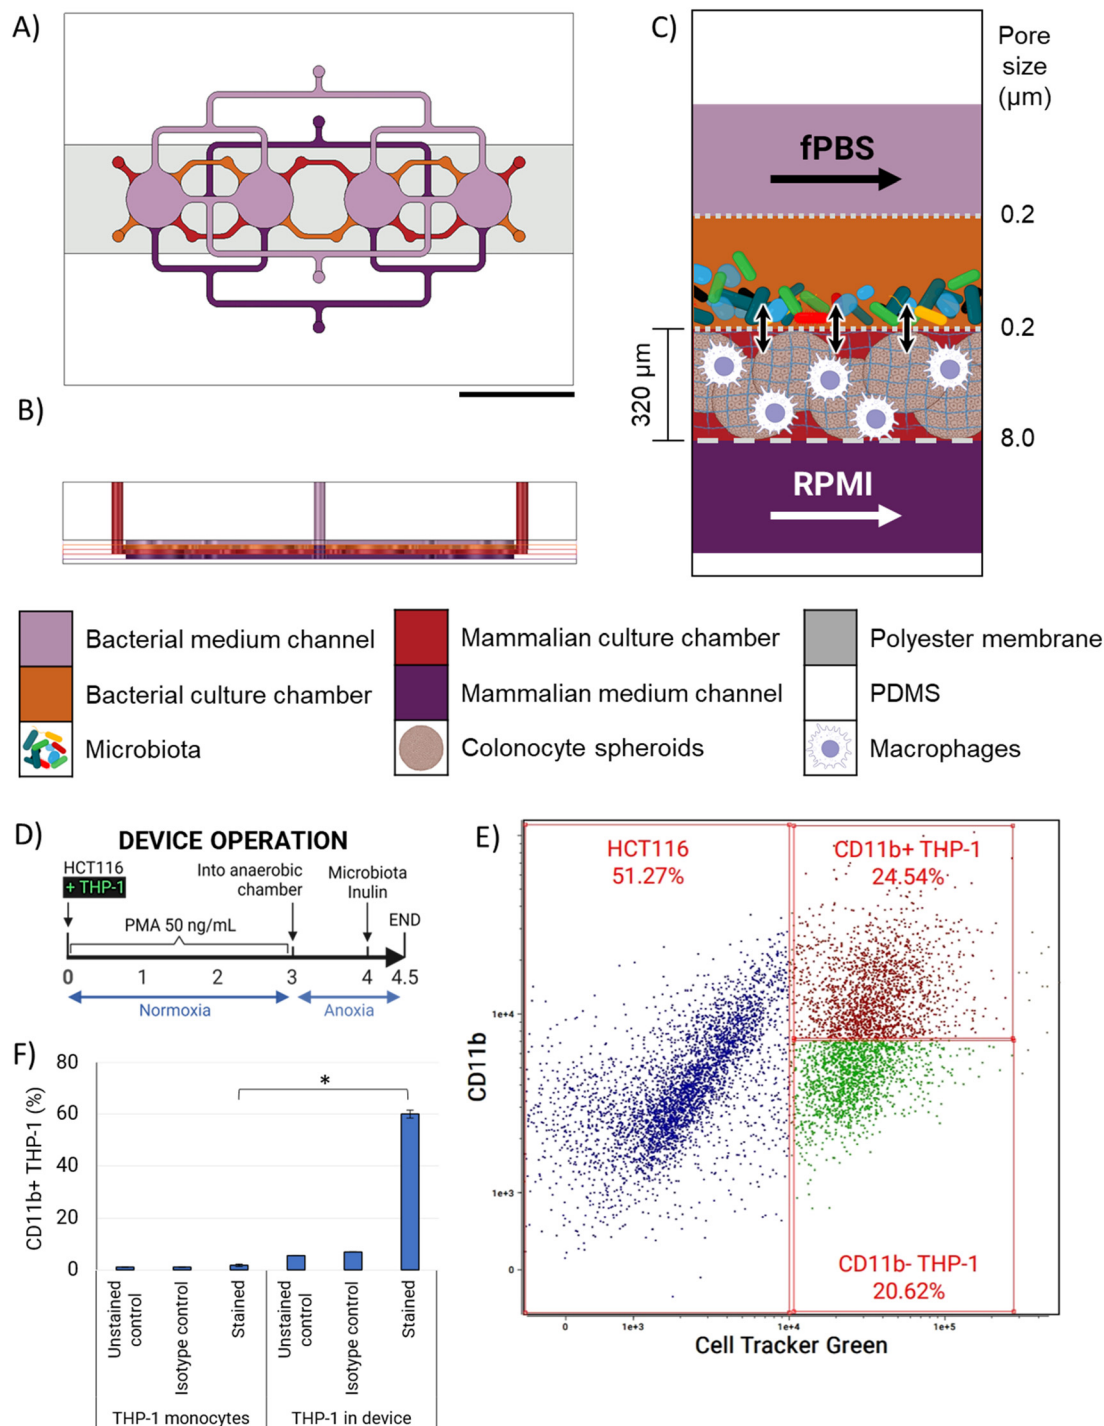 A)
C)
Pore
size
(µm)
fPBS
0.2
0.2
320 µm
8.0
B)
RPMI
Bacterial medium channel
Mammalian culture chamber
Polyester membrane
Bacterial culture chamber
Mammalian medium channel
PDMS
Microbiota
Colonocyte spheroids
Macrophages
D)
DEVICE OPERATION
HCT116
+ THP-1
Into anaerobic
chamber
Microbiota
Inulin
END
PMA 50 ng/mL
0 1 2 3 4 4.5
Normoxia
Anoxia
E)
HCT116
51.27%
CD11b+ THP-1
24.54%
CD11b- THP-1
20.62%
CD11b
1e+4
1e+3
0
0 1e+3 1e+4 1e+5
Cell Tracker Green
F)
CD11b+ THP-1 (%)
80
60
40
20
0
*
Unstained
control
Isotype control
Stained
Unstained
control
Isotype control
Stained
THP-1 monocytes
THP-1 in device